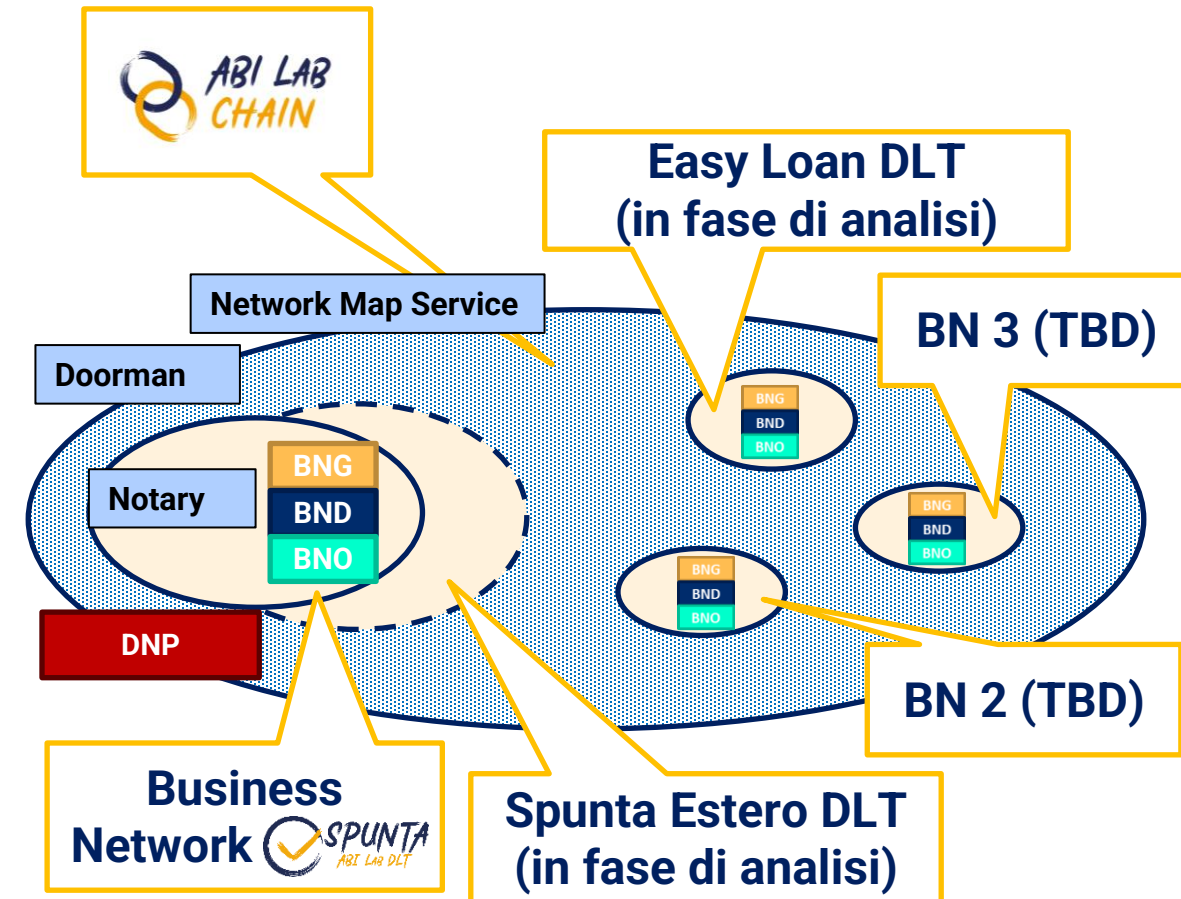 ABI LAB
CHAIN
Easy Loan DLT
(in fase di analisi)
Network Map Service
BN 3 (TBD)
Doorman
BNG
BND
BNO
BNG
Notary
BND
BNO
BNG
BND
BNO
BNG
BND
BNO
DNP
BN 2 (TBD)
Business
Network
SPUNTA
ABI LAB DLT
Spunta Estero DLT
(in fase di analisi)